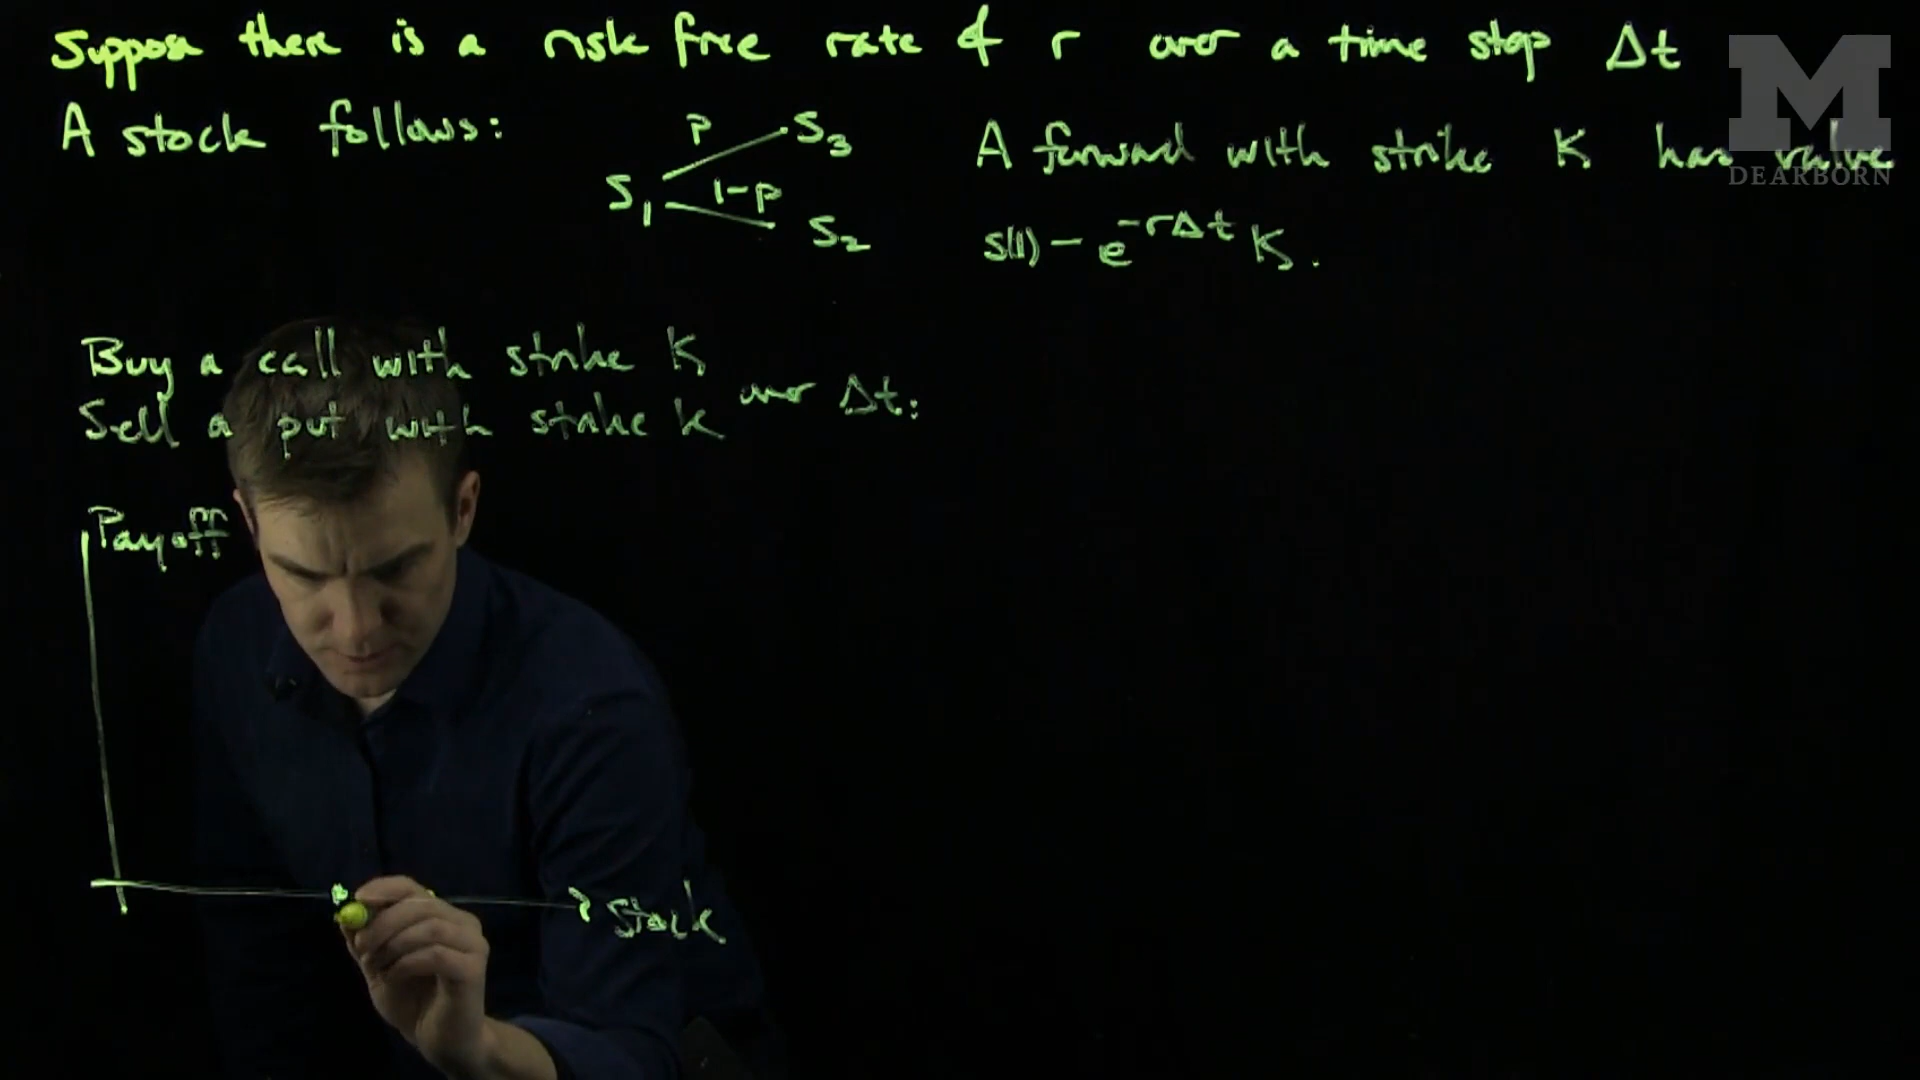 Suppose there is a risk free rate of r over a time step Δt
A stock follows:
P
S3
S1
1-p
S2
A forward with strike K has value
S(1) - e^-rΔt K.
Buy a call with strike K
Sell a put with strike K
over Δt:
Payoff
Stock
M
DEARBORN